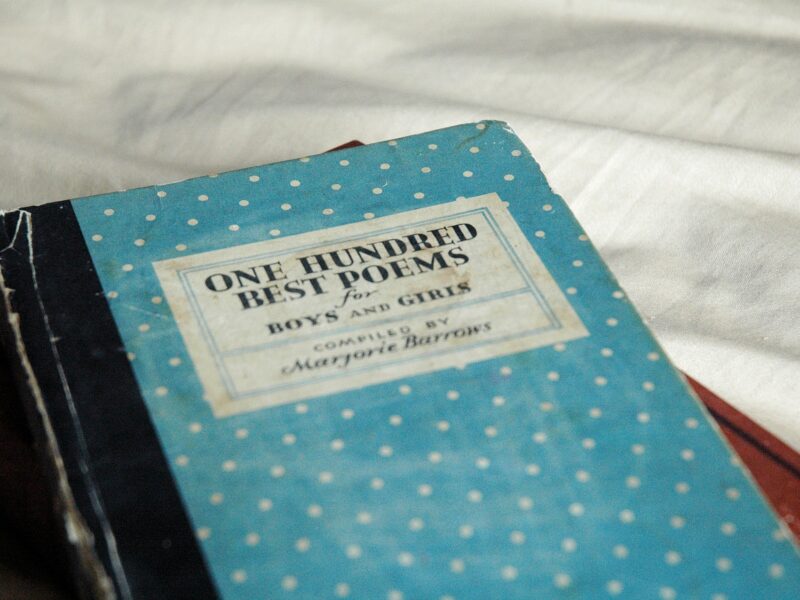 ONE HUNDRED
BEST POEMS
for
BOYS AND GIRLS
COMPILED BY
Marjorie Barrows